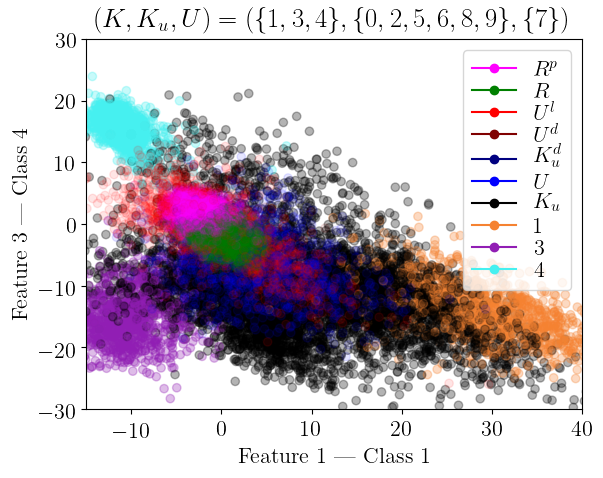 (K, K_u, U) = ({1, 3, 4}, {0, 2, 5, 6, 8, 9}, {7})
30
20
10
0
−10
−20
−30
Feature 3 — Class 4
R^p
R
U^l
U^d
K_u^d
U
K_u
1
3
4
−10
0
10
20
30
40
Feature 1 — Class 1